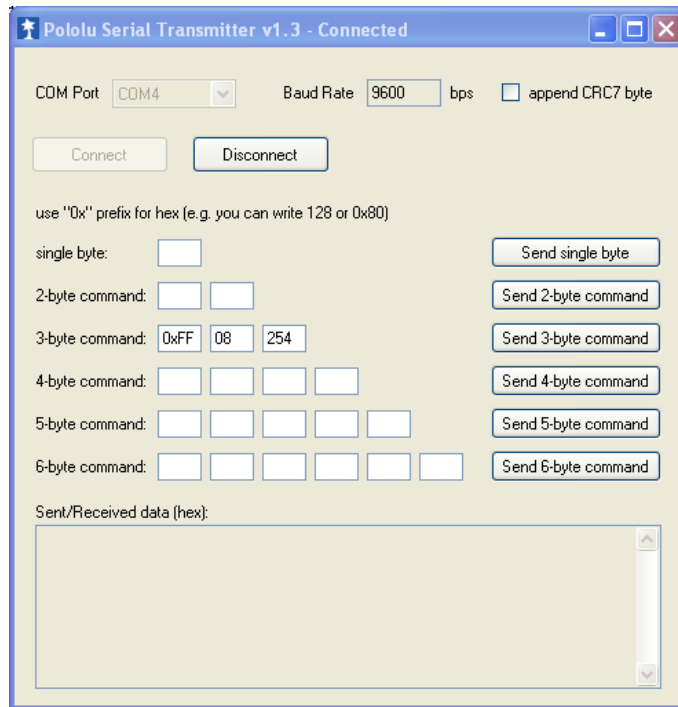 Pololu Serial Transmitter v1.3 - Connected
COM Port COM4 Baud Rate 9600 bps append CRC7 byte
Connect Disconnect
use "0x" prefix for hex (e.g. you can write 128 or 0x80)
single byte: Send single byte
2-byte command: Send 2-byte command
3-byte command: 0xFF 08 254 Send 3-byte command
4-byte command: Send 4-byte command
5-byte command: Send 5-byte command
6-byte command: Send 6-byte command
Sent/Received data (hex):